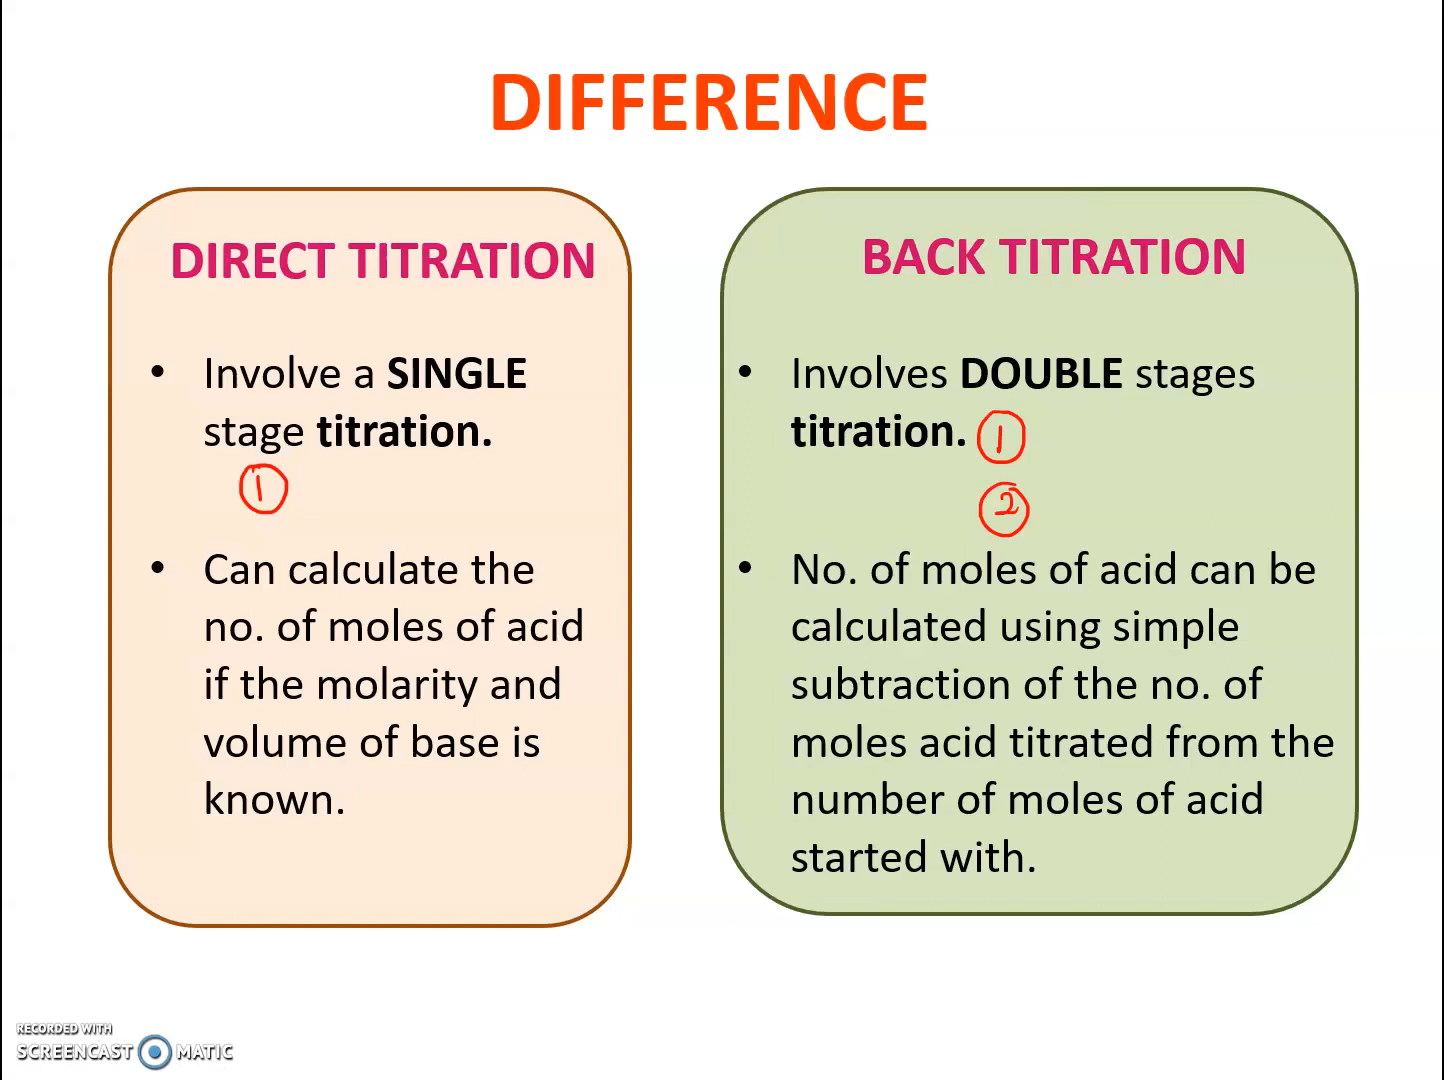 DIFFERENCE
DIRECT TITRATION
• Involve a SINGLE
stage titration.
1
• Can calculate the
no. of moles of acid
if the molarity and
volume of base is
known.
BACK TITRATION
• Involves DOUBLE stages
titration. 1
2
• No. of moles of acid can be
calculated using simple
subtraction of the no. of
moles acid titrated from the
number of moles of acid
started with.
RECORDED WITH
SCREENCAST MATIC